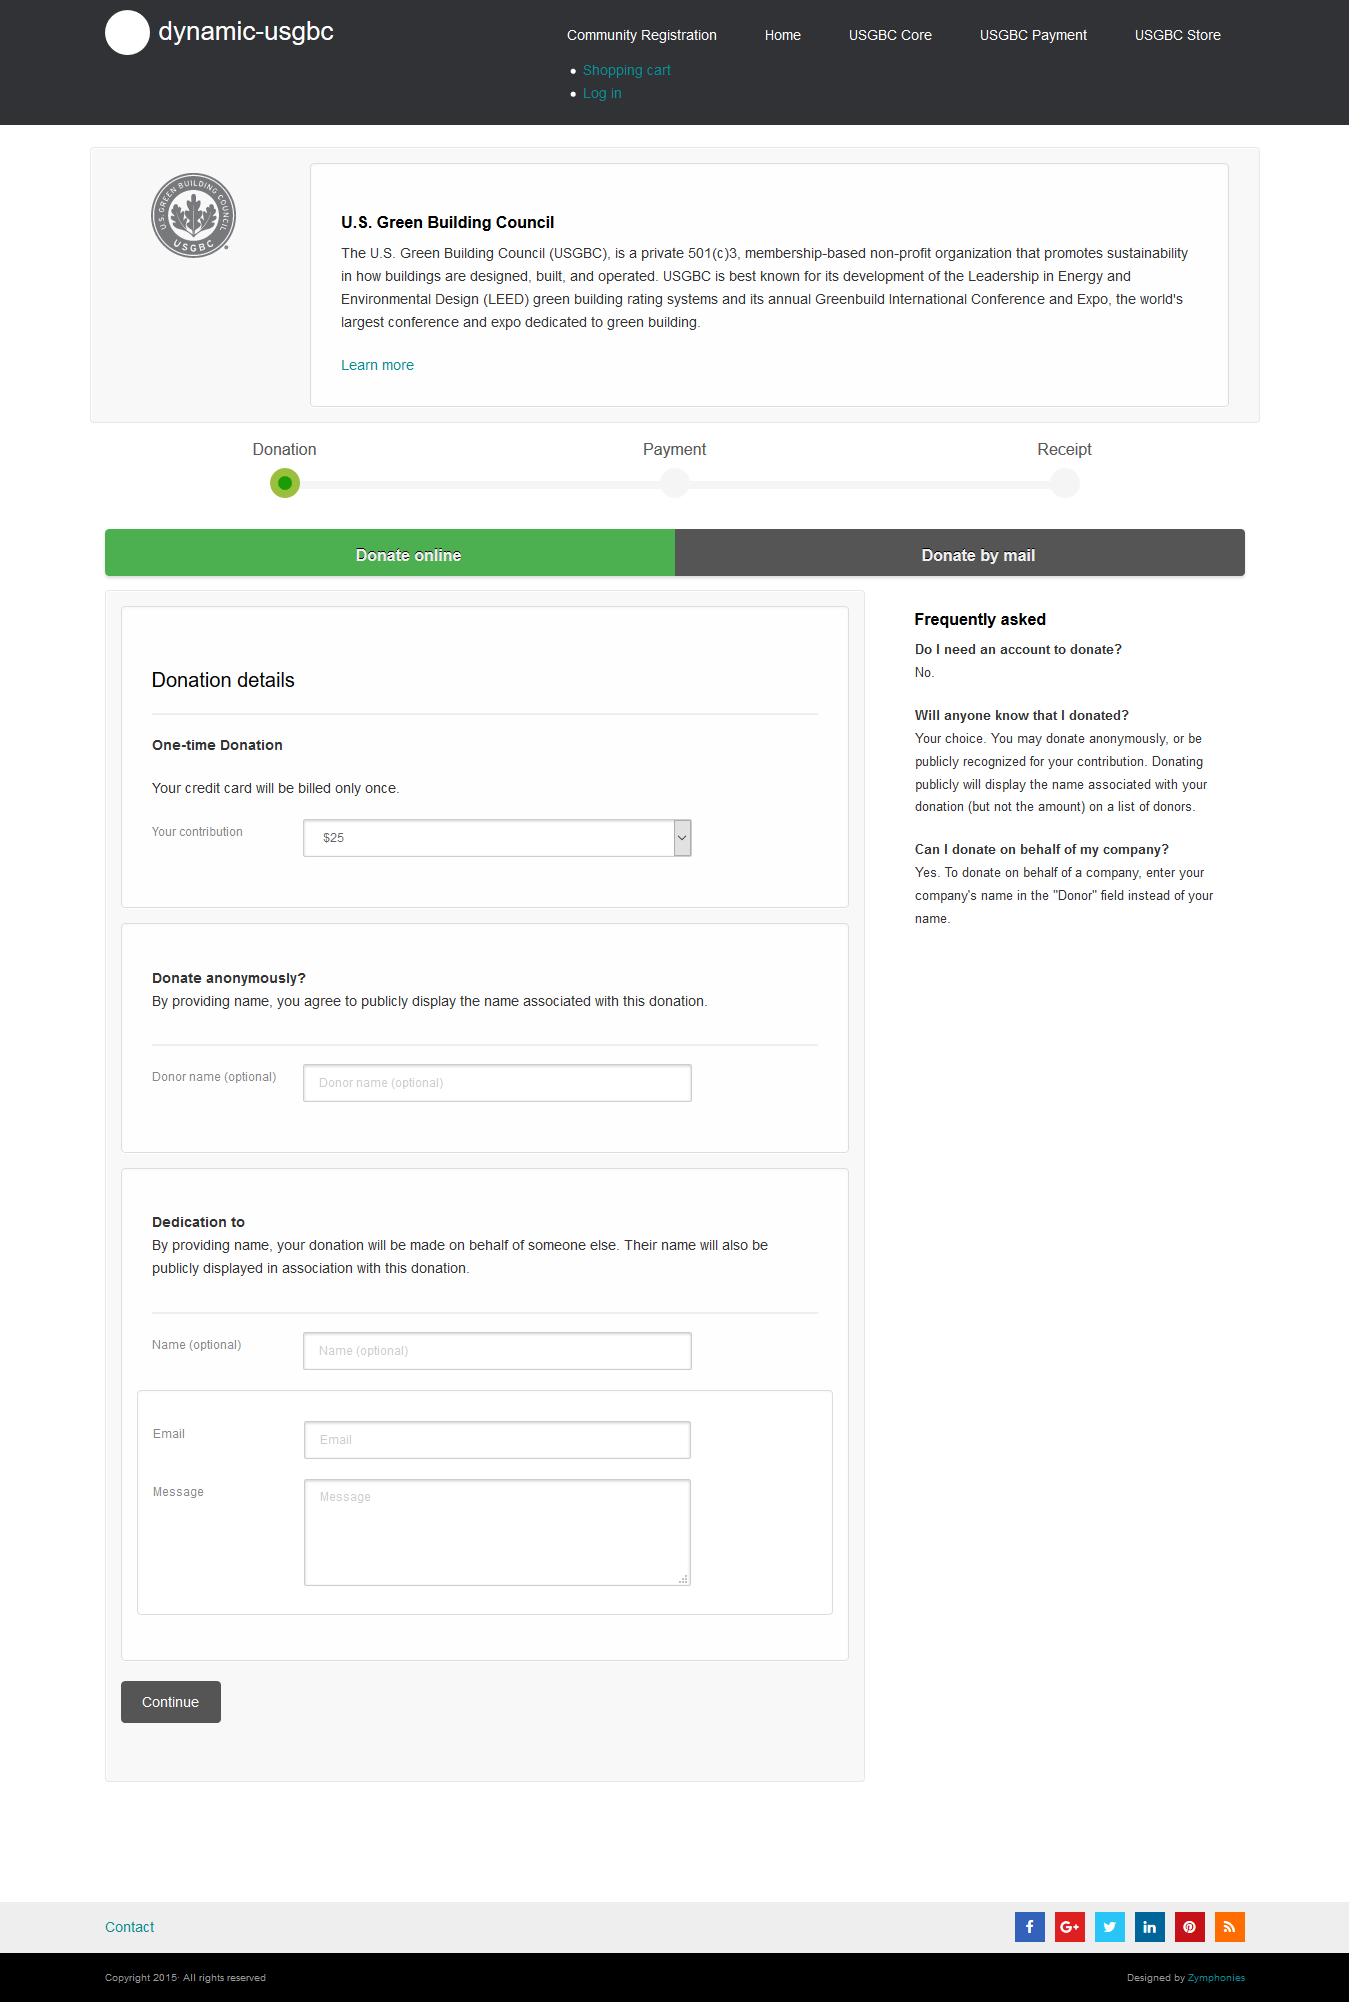 dynamic-usgbc
Community Registration
Home
USGBC Core
USGBC Payment
USGBC Store
Shopping cart
Log in
U.S. GREEN BUILDING COUNCIL
USGBC
U.S. Green Building Council
The U.S. Green Building Council (USGBC), is a private 501(c)3, membership-based non-profit organization that promotes sustainability
in how buildings are designed, built, and operated. USGBC is best known for its development of the Leadership in Energy and
Environmental Design (LEED) green building rating systems and its annual Greenbuild International Conference and Expo, the world's
largest conference and expo dedicated to green building.
Learn more
Donation
Payment
Receipt
Donate online
Donate by mail
Donation details
One-time Donation
Your credit card will be billed only once.
Your contribution
$25
Donate anonymously?
By providing name, you agree to publicly display the name associated with this donation.
Donor name (optional)
Donor name (optional)
Dedication to
By providing name, your donation will be made on behalf of someone else. Their name will also be
publicly displayed in association with this donation.
Name (optional)
Name (optional)
Email
Email
Message
Message
Continue
Frequently asked
Do I need an account to donate?
No.
Will anyone know that I donated?
Your choice. You may donate anonymously, or be
publicly recognized for your contribution. Donating
publicly will display the name associated with your
donation (but not the amount) on a list of donors.
Can I donate on behalf of my company?
Yes. To donate on behalf of a company, enter your
company's name in the "Donor" field instead of your
name.
Contact
Copyright 2015· All rights reserved
Designed by Zymphonies